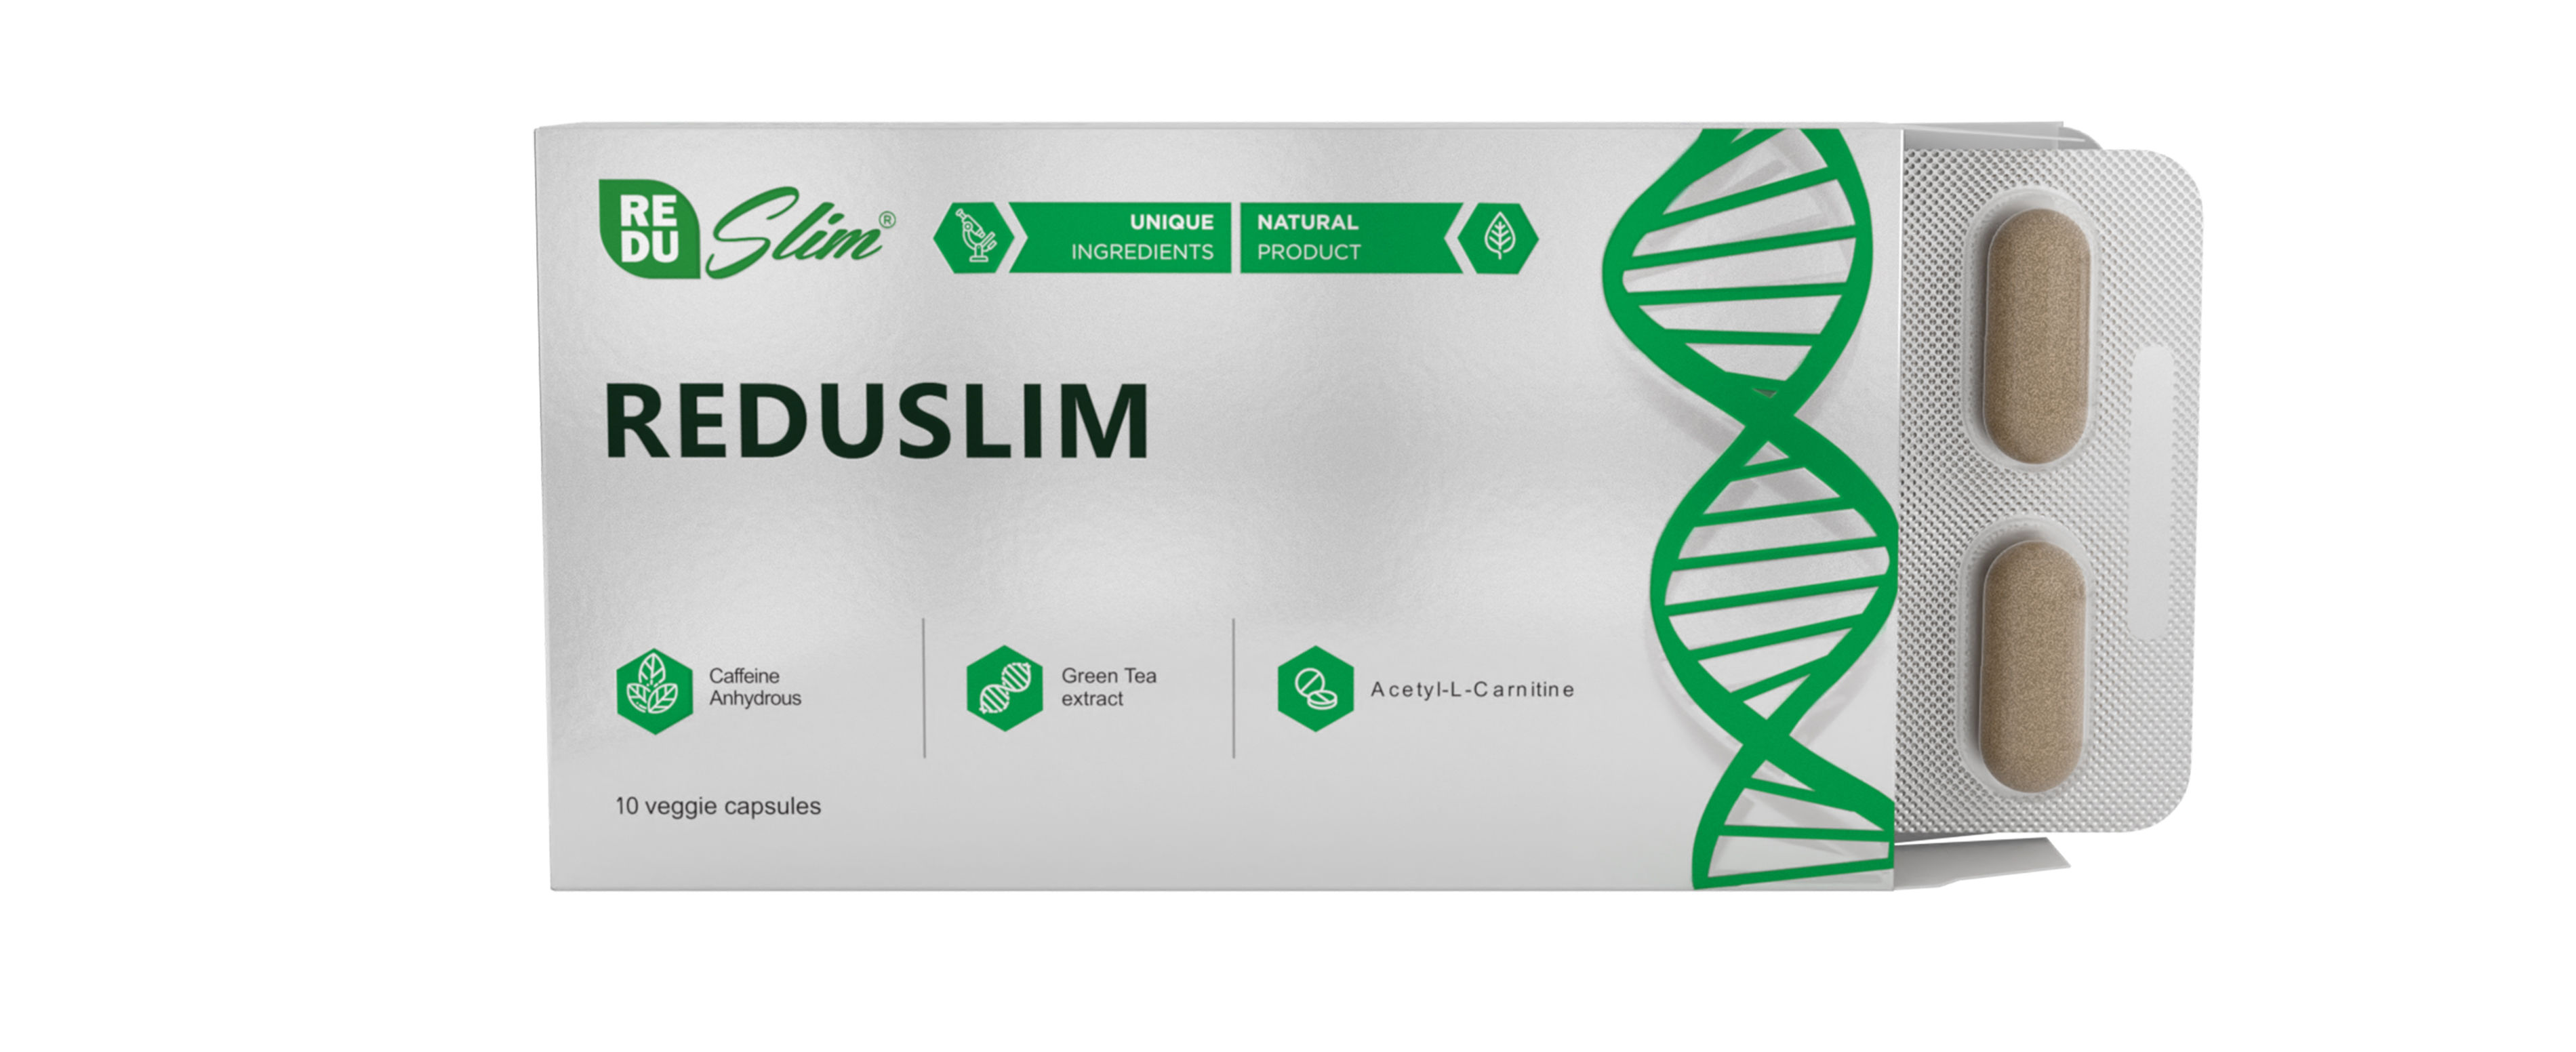 RE
DU
Slim®
UNIQUE
INGREDIENTS
NATURAL
PRODUCT
REDUSLIM
Caffeine
Anhydrous
Green Tea
extract
Acetyl-L-Carnitine
10 veggie capsules